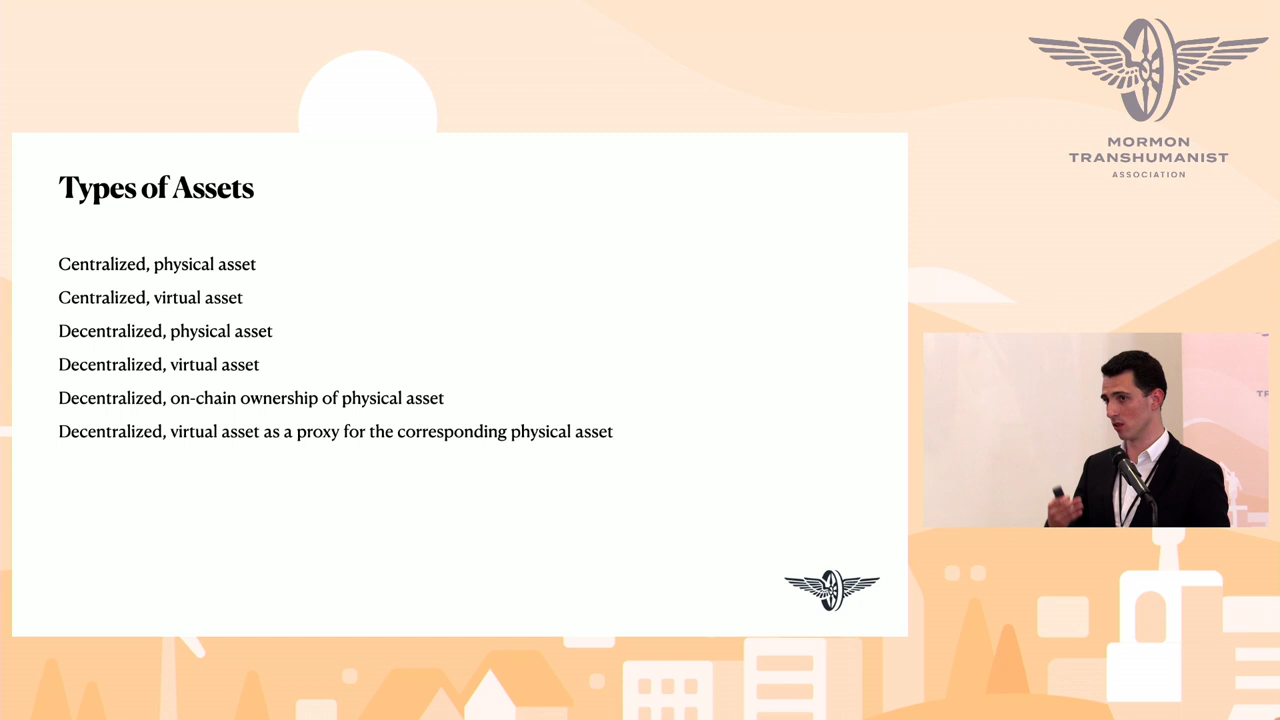 MORMON
TRANSHUMANIST
ASSOCIATION
Types of Assets
Centralized, physical asset
Centralized, virtual asset
Decentralized, physical asset
Decentralized, virtual asset
Decentralized, on-chain ownership of physical asset
Decentralized, virtual asset as a proxy for the corresponding physical asset